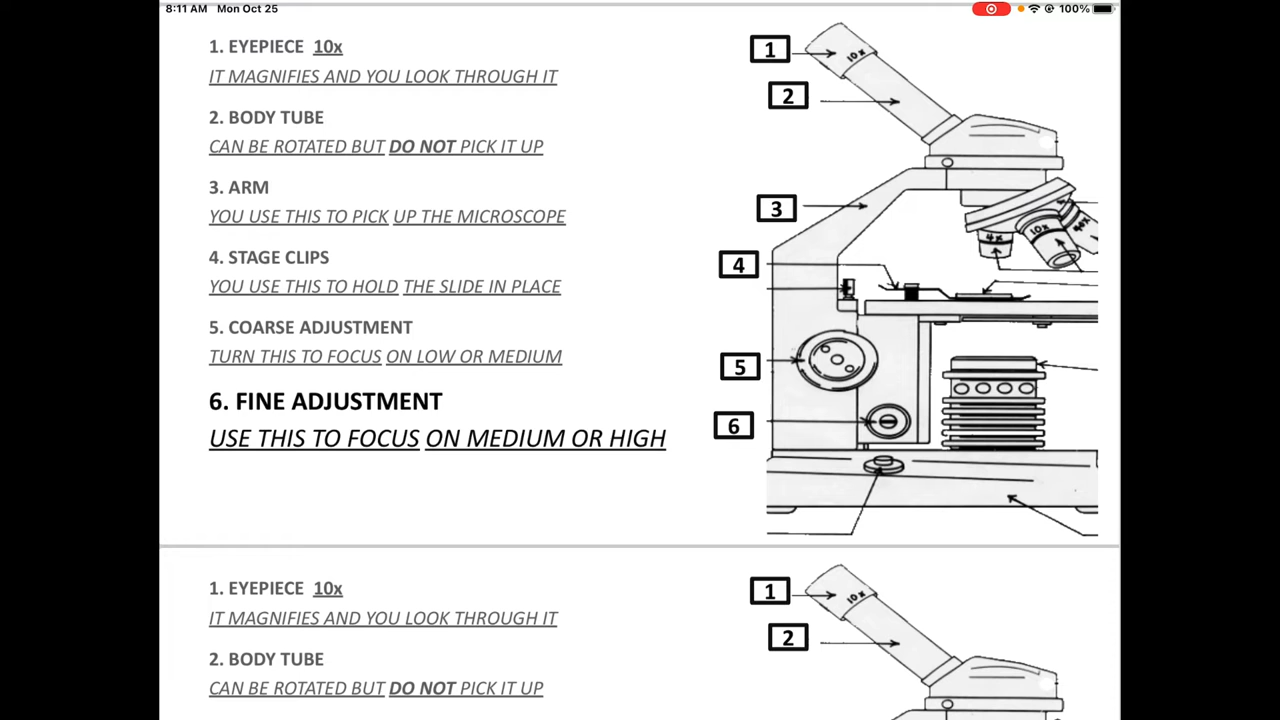 8:11 AM Mon Oct 25
100%
1. EYEPIECE 10x
IT MAGNIFIES AND YOU LOOK THROUGH IT
2. BODY TUBE
CAN BE ROTATED BUT DO NOT PICK IT UP
3. ARM
YOU USE THIS TO PICK UP THE MICROSCOPE
4. STAGE CLIPS
YOU USE THIS TO HOLD THE SLIDE IN PLACE
5. COARSE ADJUSTMENT
TURN THIS TO FOCUS ON LOW OR MEDIUM
6. FINE ADJUSTMENT
USE THIS TO FOCUS ON MEDIUM OR HIGH
1
10x
2
3
4x
10x
4
5
6
1. EYEPIECE 10x
IT MAGNIFIES AND YOU LOOK THROUGH IT
2. BODY TUBE
CAN BE ROTATED BUT DO NOT PICK IT UP
1
10x
2